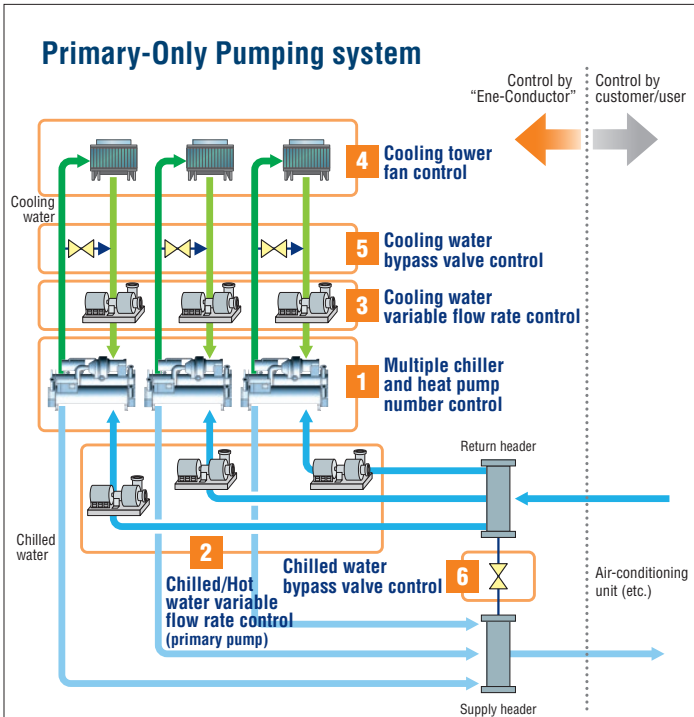 Primary-Only Pumping system
Control by
“Ene-Conductor”
Control by
customer/user
4
Cooling tower
fan control
Cooling
water
5
Cooling water
bypass valve control
3
Cooling water
variable flow rate control
1
Multiple chiller
and heat pump
number control
Return header
Chilled
water
2
Chilled/Hot
water variable
flow rate control
(primary pump)
Chilled water
bypass valve control
6
Air-conditioning
unit (etc.)
Supply header